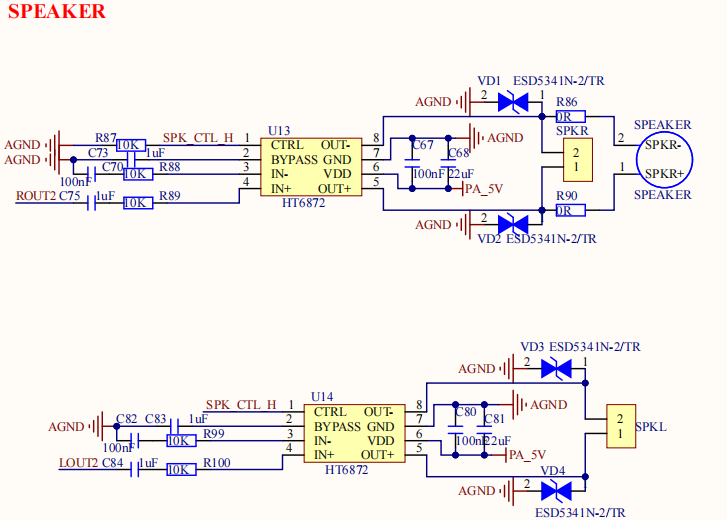 SPEAKER
VD1 ESD5341N-2/TR
AGND 2 1 R86
0R
SPEAKER
R87 10K SPK_CTL_H 1 U13 8
AGND AGND
C73 1uF 2 CTRL OUT- 7 C67 C68 AGND
BYPASS GND
SPKR 2 1
2 SPKR-
1 SPKR+
SPEAKER
C70 10K R88 3 IN- VDD 6
100nF
100nF 22uF PA_5V
ROUT2 C75 1uF 10K R89 4 IN+ OUT+ 5
HT6872
R90
0R
AGND 2 1
VD2 ESD5341N-2/TR
VD3 ESD5341N-2/TR
AGND 2 1
SPK_CTL_H 1 U14 8
CTRL OUT-
AGND C82 C83 1uF 2 BYPASS GND 7 C80 C81 AGND
SPKL 2 1
100nF 10K R99 3 IN- VDD 6
100nF 22uF PA_5V
LOUT2 C84 1uF 10K R100 4 IN+ OUT+ 5
HT6872
VD4
AGND 2 1
ESD5341N-2/TR